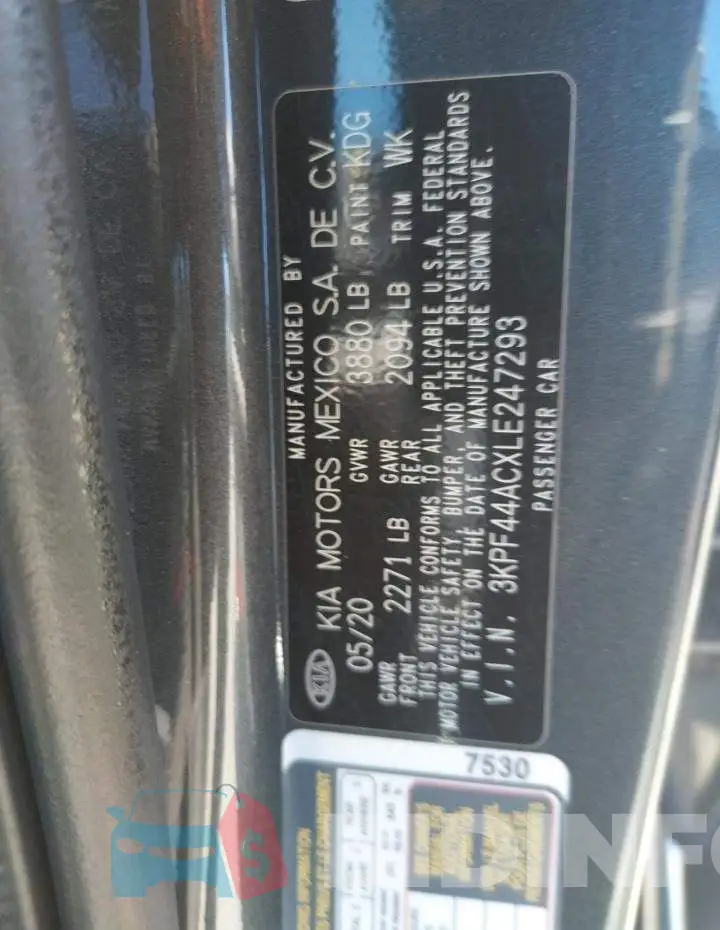 MANUFACTURED BY
KIA KIA MOTORS MEXICO S.A. DE C.V.
05/20 GVWR 3880 LB PAINT KDG
GAWR FRONT 2271 LB GAWR REAR 2094 LB TRIM WK
THIS VEHICLE CONFORMS TO ALL APPLICABLE U.S.A. FEDERAL
MOTOR VEHICLE SAFETY, BUMPER, AND THEFT PREVENTION STANDARDS
IN EFFECT ON THE DATE OF MANUFACTURE SHOWN ABOVE.
V.I.N. 3KPF44ACXLE247293
PASSENGER CAR
7530